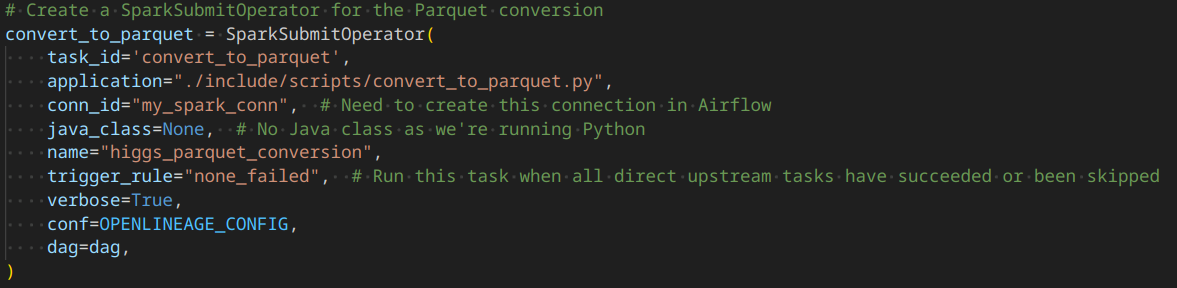 # Create a SparkSubmitOperator for the Parquet conversion
convert_to_parquet = SparkSubmitOperator(
    task_id='convert_to_parquet',
    application="./include/scripts/convert_to_parquet.py",
    conn_id="my_spark_conn",  # Need to create this connection in Airflow
    java_class=None,  # No Java class as we're running Python
    name="higgs_parquet_conversion",
    trigger_rule="none_failed",  # Run this task when all direct upstream tasks have succeeded or been skipped
    verbose=True,
    conf=OPENLINEAGE_CONFIG,
    dag=dag,
)